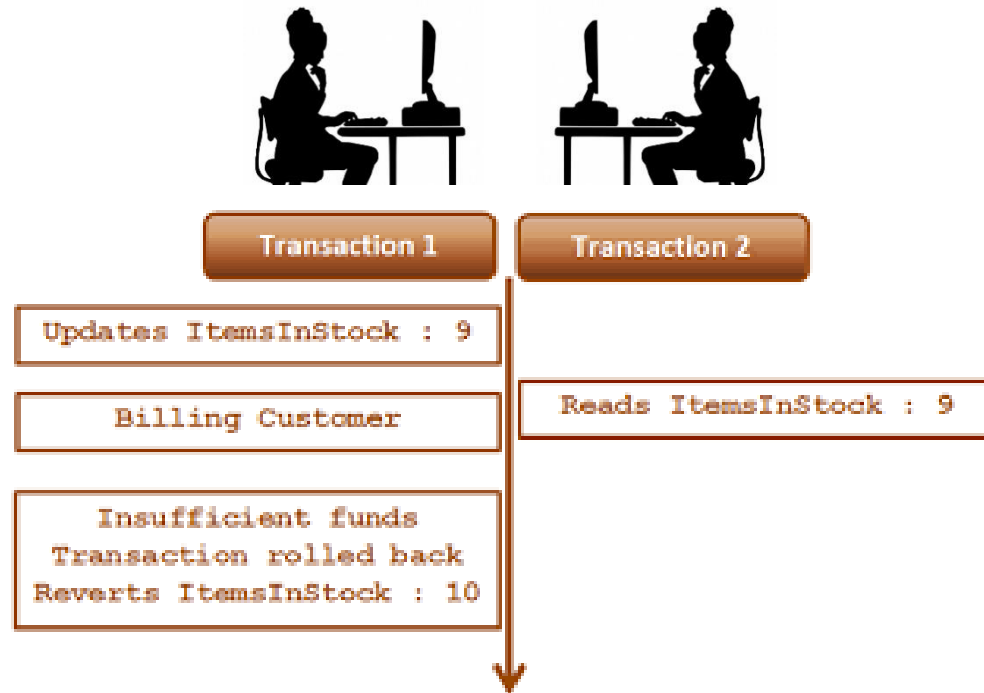 Transaction 1
Transaction 2
Updates ItemsInStock : 9
Billing Customer
Reads ItemsInStock : 9
Insufficient funds
Transaction rolled back
Reverts ItemsInStock : 10